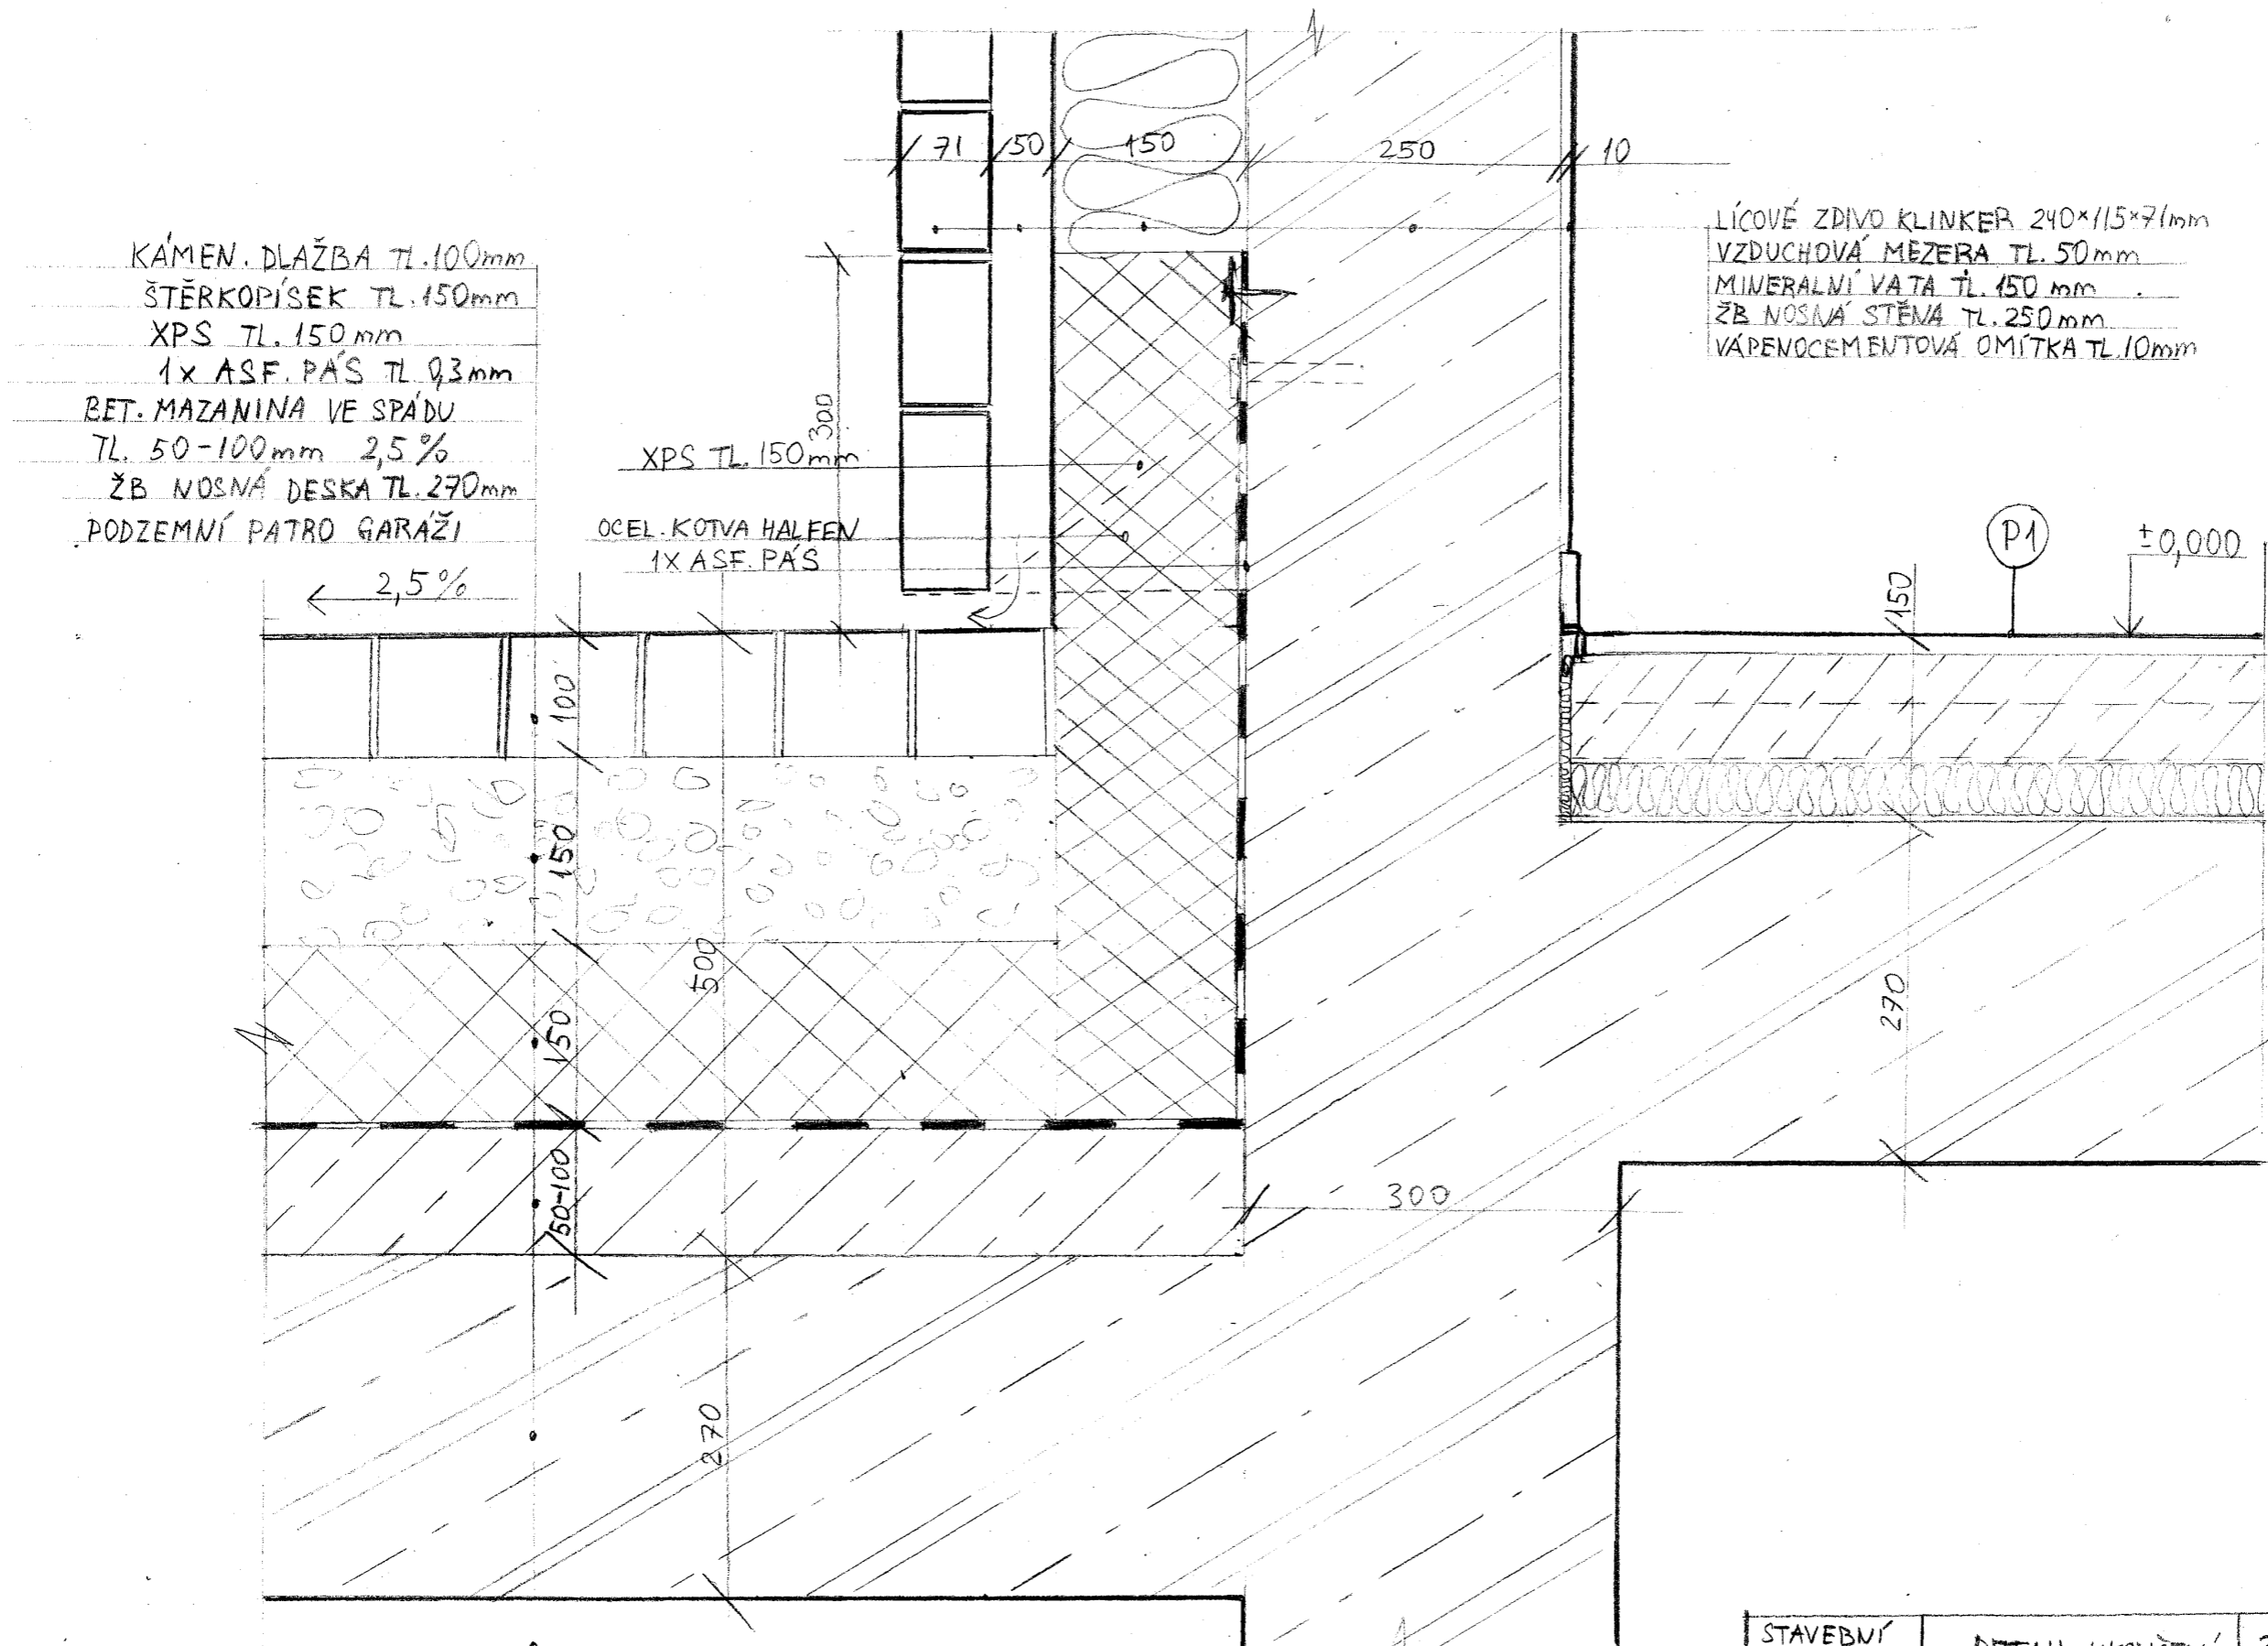 71
50
150
250
10
LÍCOVÉ ZDIVO KLINKER 240×115×71mm
VZDUCHOVÁ MEZERA TL. 50mm
MINERALNÍ VATA TL. 150 mm
ŽB NOSNÁ STĚNA TL. 250mm
VÁPENOCEMENTOVÁ OMÍTKA TL.10mm
KÁMEN. DLAŽBA TL.100mm
ŠTĚRKOPÍSEK TL.150mm
XPS TL. 150mm
1x ASF. PÁS TL 0,3mm
BET. MAZANINA VE SPÁDU
TL. 50-100mm 2,5%
ŽB NOSNÁ DESKA TL. 270mm
PODZEMNÍ PATRO GARÁŽI
2,5%
300
XPS TL. 150mm
OCEL. KOTVA HALFEN
1X ASF. PÁS
P1
±0,000
150
100
150
500
150
50-100
270
270
300
STAVEBNÍ
DETAIL